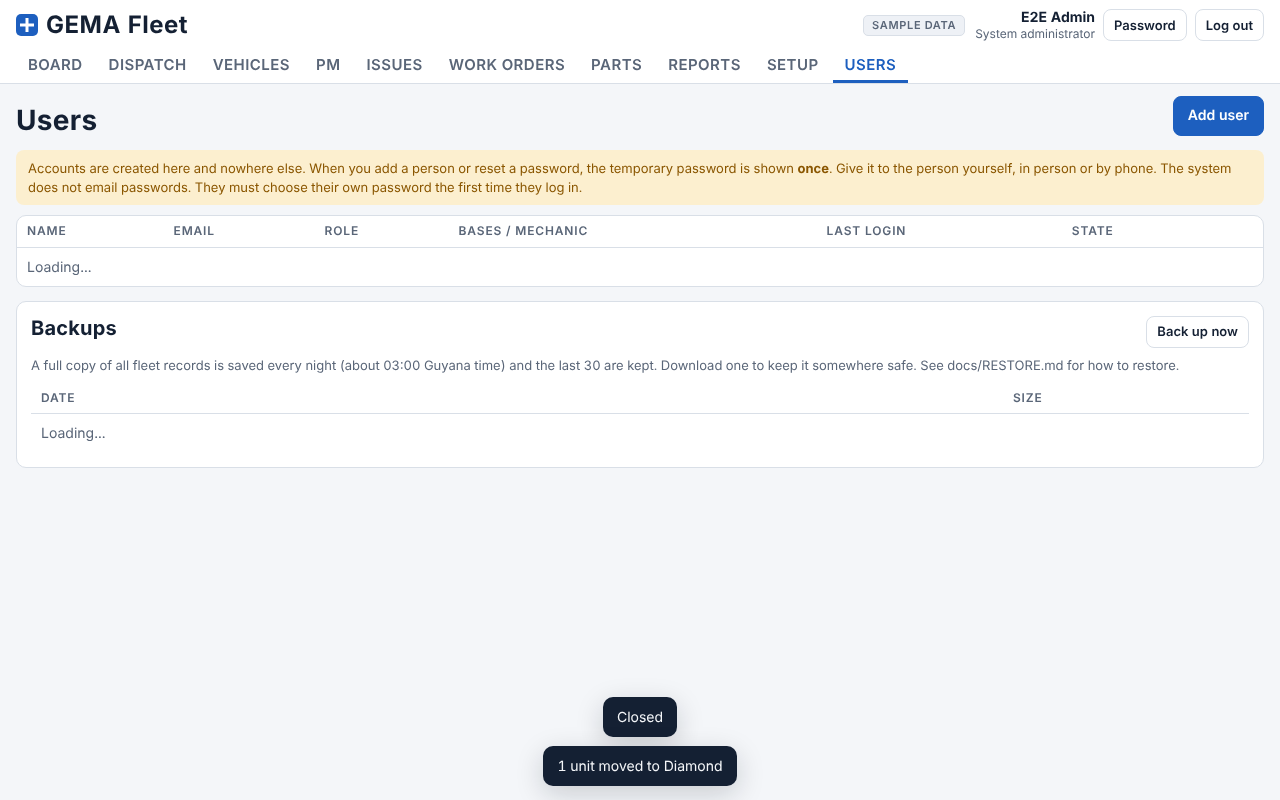 GEMA Fleet
SAMPLE DATA
E2E Admin
System administrator
Password
Log out
BOARD DISPATCH VEHICLES PM ISSUES WORK ORDERS PARTS REPORTS SETUP USERS
Users
Add user
Accounts are created here and nowhere else. When you add a person or reset a password, the temporary password is shown once. Give it to the person yourself, in person or by phone. The system
does not email passwords. They must choose their own password the first time they log in.
NAME EMAIL ROLE BASES / MECHANIC LAST LOGIN STATE
Loading...
Backups
Back up now
A full copy of all fleet records is saved every night (about 03:00 Guyana time) and the last 30 are kept. Download one to keep it somewhere safe. See docs/RESTORE.md for how to restore.
DATE SIZE
Loading...
Closed
1 unit moved to Diamond